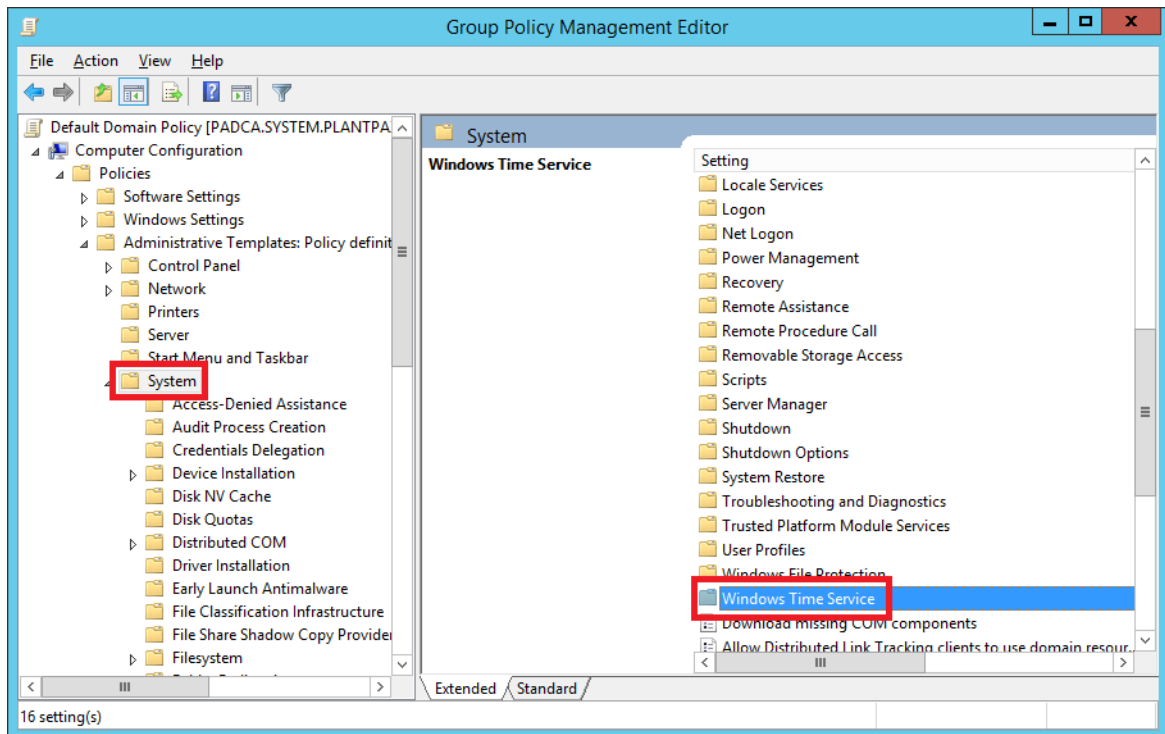 Group Policy Management Editor
File Action View Help
Default Domain Policy [PADCA.SYSTEM.PLANTPA
Computer Configuration
Policies
Software Settings
Windows Settings
Administrative Templates: Policy definit
Control Panel
Network
Printers
Server
Start Menu and Taskbar
System
Access-Denied Assistance
Audit Process Creation
Credentials Delegation
Device Installation
Disk NV Cache
Disk Quotas
Distributed COM
Driver Installation
Early Launch Antimalware
File Classification Infrastructure
File Share Shadow Copy Provider
Filesystem
System
Windows Time Service
Setting
Locale Services
Logon
Net Logon
Power Management
Recovery
Remote Assistance
Remote Procedure Call
Removable Storage Access
Scripts
Server Manager
Shutdown
Shutdown Options
System Restore
Troubleshooting and Diagnostics
Trusted Platform Module Services
User Profiles
Windows File Protection
Windows Time Service
Download missing COM components
Allow Distributed Link Tracking clients to use domain resour...
Extended Standard
16 setting(s)